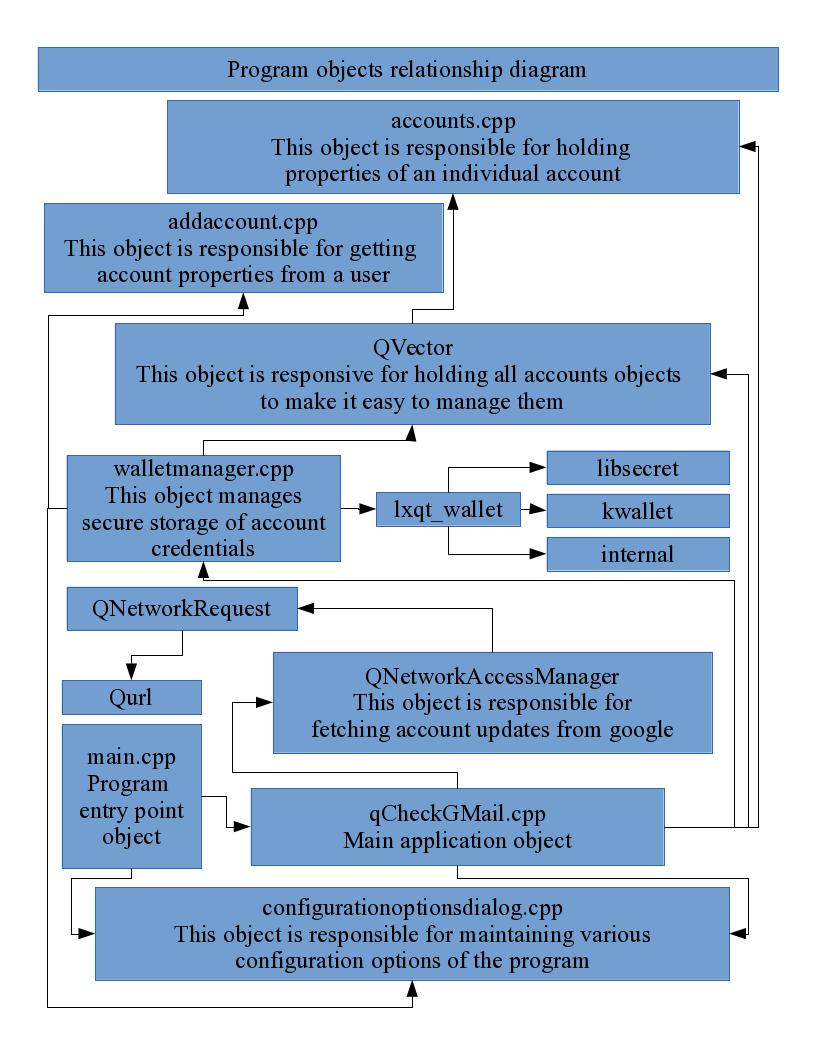 Program objects relationship diagram
accounts.cpp
This object is responsible for holding
properties of an individual account
addaccount.cpp
This object is responsible for getting
account properties from a user
QVector
This object is responsive for holding all accounts objects
to make it easy to manage them
walletmanager.cpp
This object manages
secure storage of account
credentials
lxqt_wallet
libsecret
kwallet
internal
QNetworkRequest
Qurl
QNetworkAccessManager
This object is responsible for
fetching account updates from google
main.cpp
Program
entry point
object
qCheckGMail.cpp
Main application object
configurationoptionsdialog.cpp
This object is responsible for maintaining various
configuration options of the program